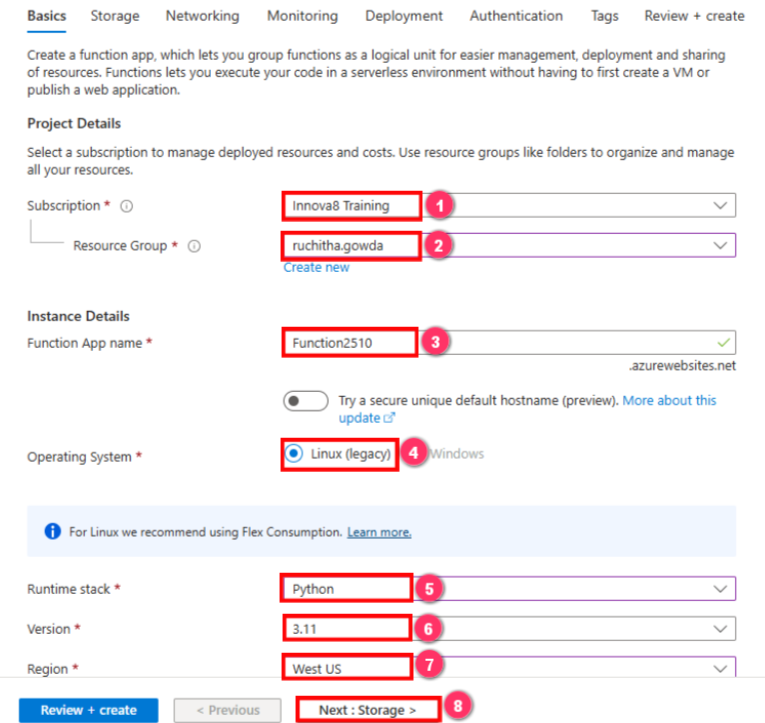 Basics Storage Networking Monitoring Deployment Authentication Tags Review + create
Create a function app, which lets you group functions as a logical unit for easier management, deployment and sharing
of resources. Functions lets you execute your code in a serverless environment without having to first create a VM or
publish a web application.
Project Details
Select a subscription to manage deployed resources and costs. Use resource groups like folders to organize and manage
all your resources.
Subscription * Innova8 Training 1
Resource Group * ruchitha.gowda 2
Create new
Instance Details
Function App name * Function2510 3
.azurewebsites.net
Try a secure unique default hostname (preview). More about this
update
Operating System * Linux (legacy) 4 Windows
For Linux we recommend using Flex Consumption. Learn more.
Runtime stack * Python 5
Version * 3.11 6
Region * West US 7
Review + create < Previous Next : Storage > 8